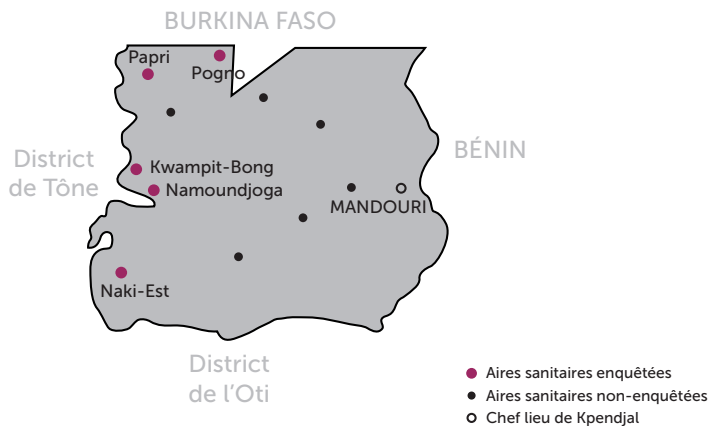 BURKINA FASO
Papri
Pogno
District
de Tône
BÉNIN
Kwampit-Bong
Namoundjoga
MANDOURI
Naki-Est
District
de l'Oti
Aires sanitaires enquêtées
Aires sanitaires non-enquêtées
Chef lieu de Kpendjal